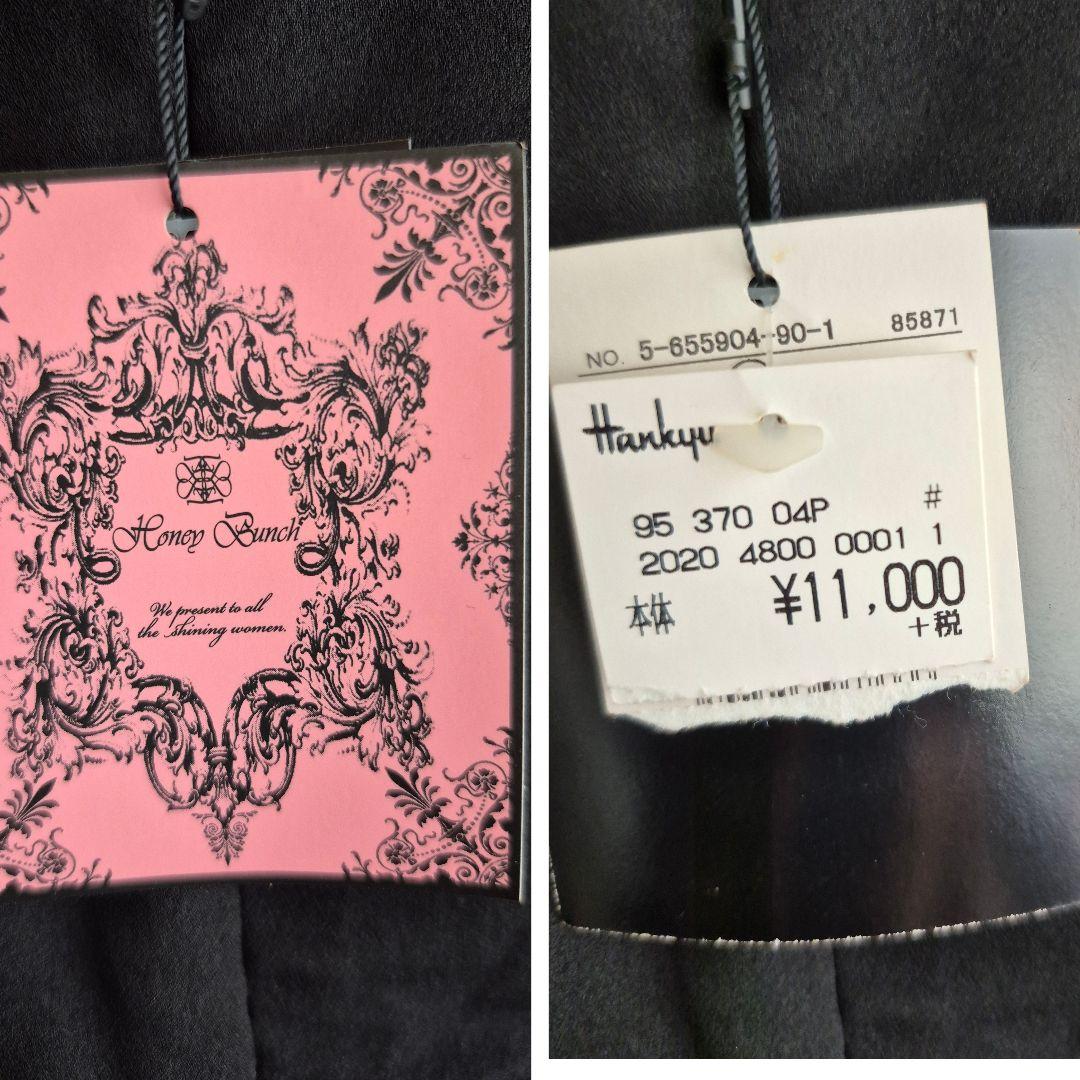 Honey Bunch
We present to all
the shining women.
NO. 5-655904-90-1 85871
Hankyu
95 370 04P #
2020 4800 0001 1
本体 ¥11,000
+税